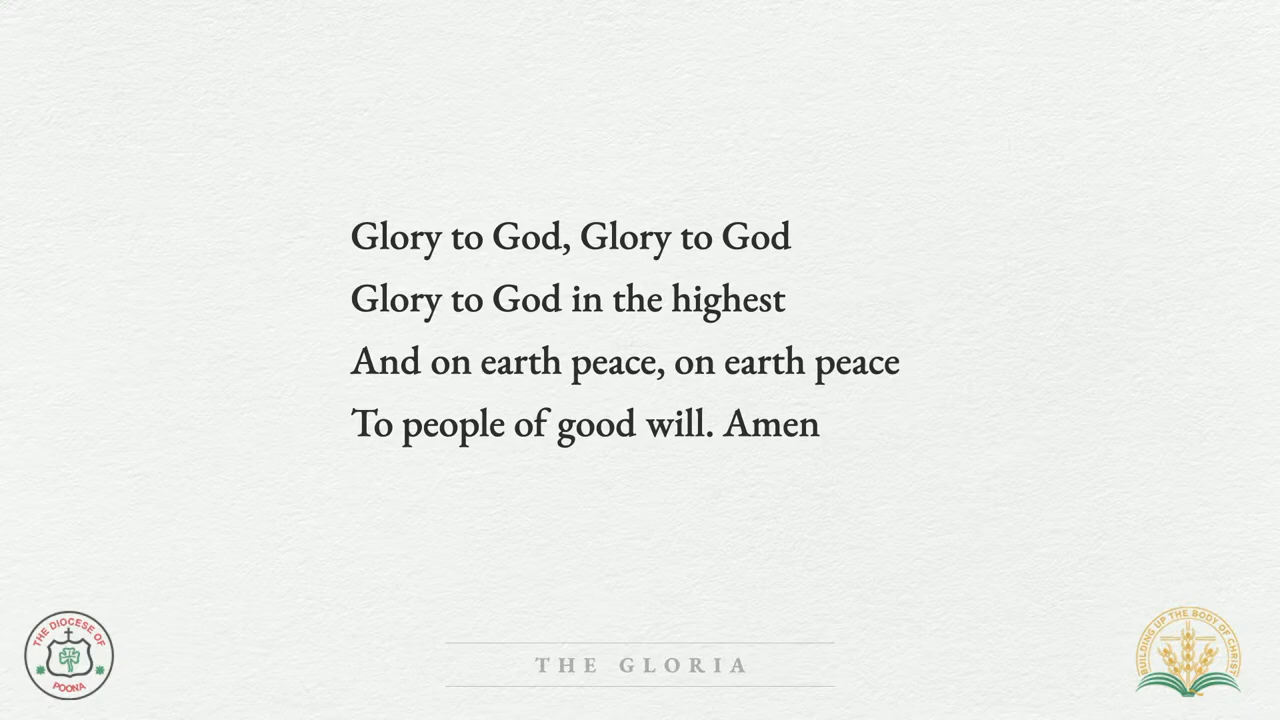 Glory to God, Glory to God
Glory to God in the highest
And on earth peace, on earth peace
To people of good will. Amen
THE DIOCESE OF
POONA
THE GLORIA
BUILDING UP THE BODY OF CHRIST